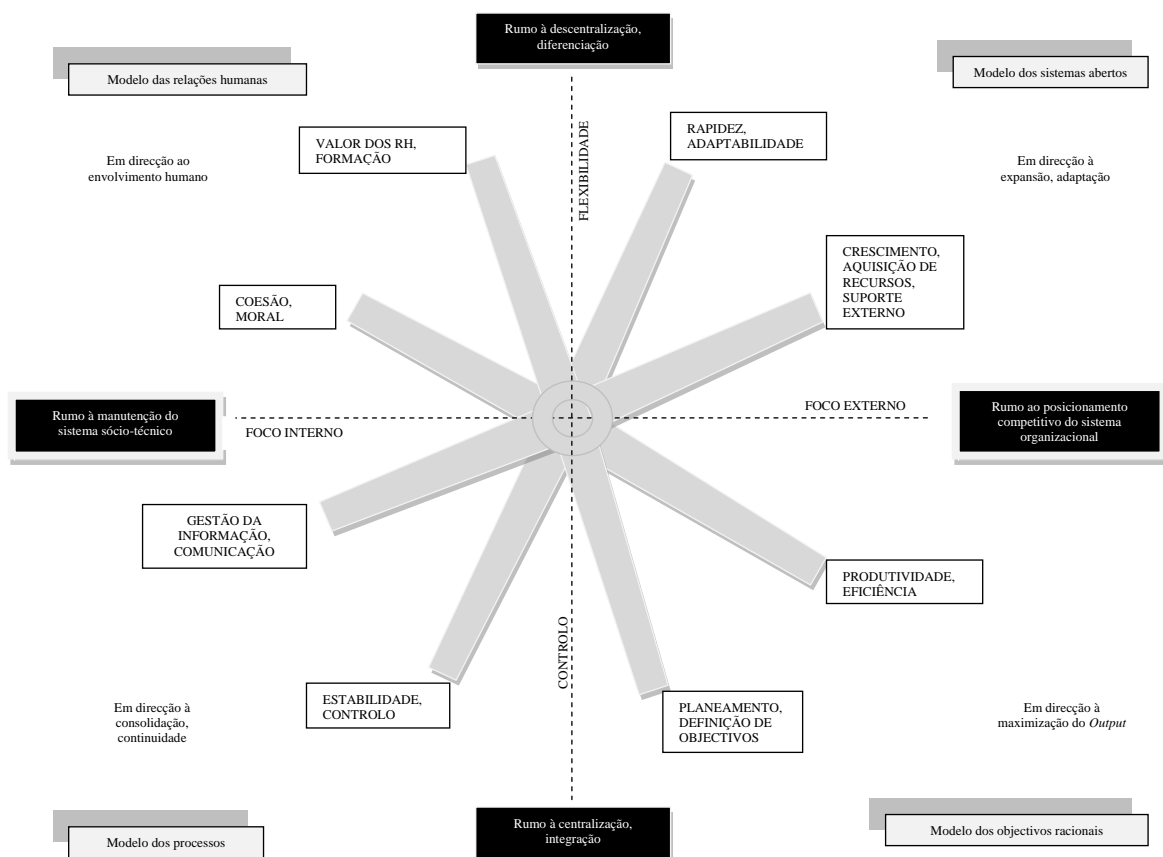 Rumo à descentralização,
diferenciação
Modelo das relações humanas
Modelo dos sistemas abertos
VALOR DOS RH,
FORMAÇÃO
RAPIDEZ,
ADAPTABILIDADE
Em direcção ao
envolvimento humano
Em direcção à
expansão, adaptação
FLEXIBILIDADE
CRESCIMENTO,
AQUISIÇÃO DE
RECURSOS,
SUPORTE
EXTERNO
COESÃO,
MORAL
Rumo à manutenção do
sistema sócio-técnico
FOCO INTERNO
FOCO EXTERNO
Rumo ao posicionamento
competitivo do sistema
organizacional
GESTÃO DA
INFORMAÇÃO,
COMUNICAÇÃO
PRODUTIVIDADE,
EFICIÊNCIA
CONTROLO
ESTABILIDADE,
CONTROLO
PLANEAMENTO,
DEFINIÇÃO DE
OBJECTIVOS
Em direcção à
consolidação,
continuidade
Em direcção à
maximização do Output
Rumo à centralização,
integração
Modelo dos processos
Modelo dos objectivos racionais